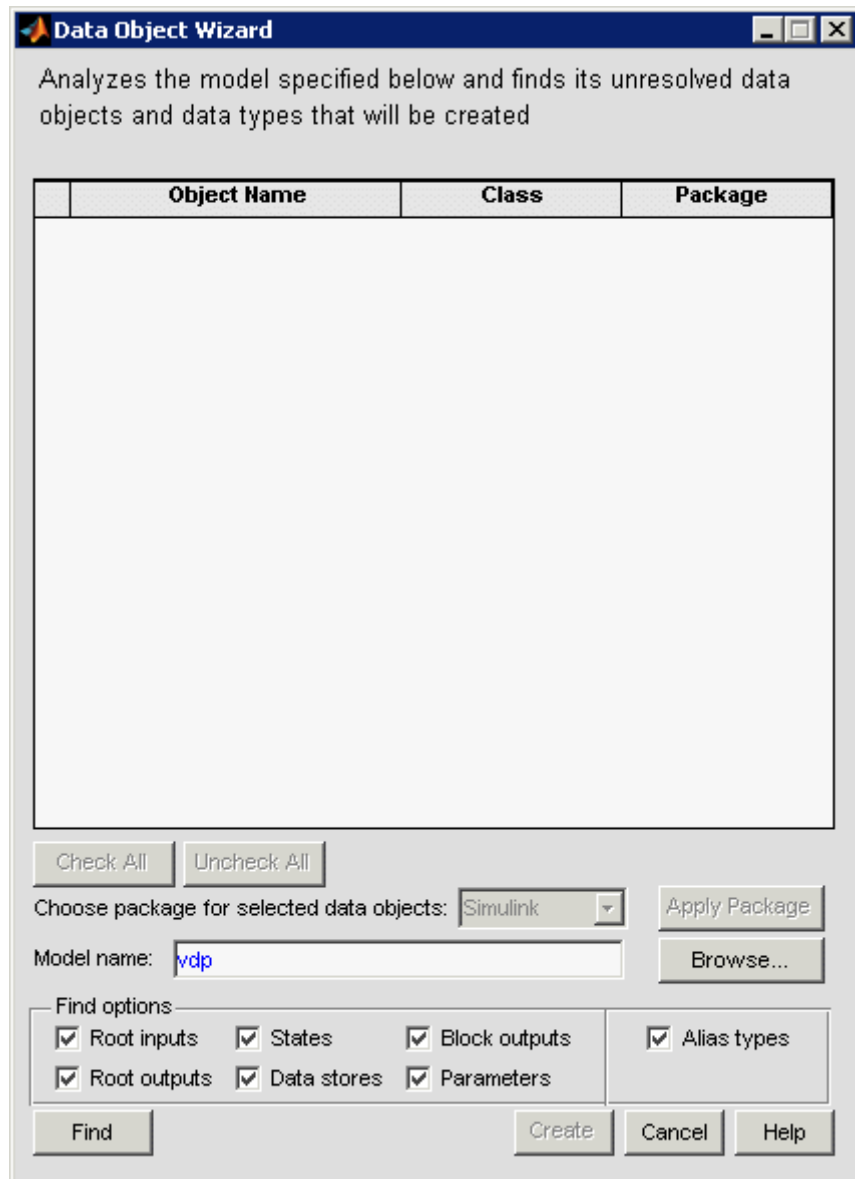 Data Object Wizard
Analyzes the model specified below and finds its unresolved data
objects and data types that will be created
Object Name Class Package
Check All Uncheck All
Choose package for selected data objects: Simulink Apply Package
Model name: vdp Browse...
Find options
Root inputs States Block outputs Alias types
Root outputs Data stores Parameters
Find Create Cancel Help